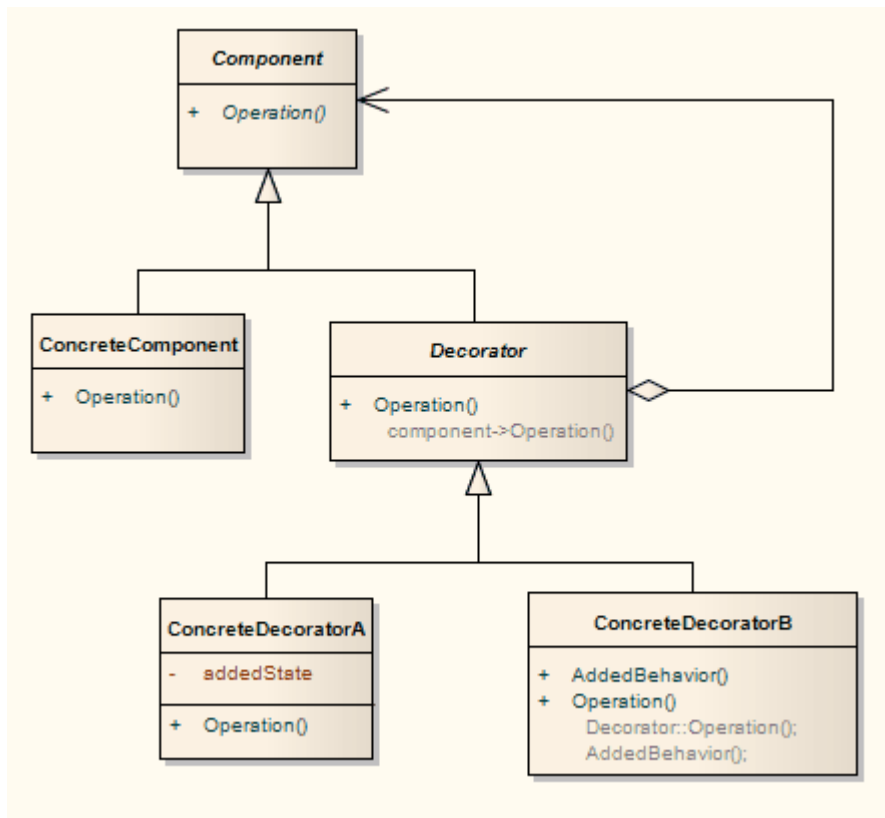 Component
+ Operation()
ConcreteComponent
+ Operation()
Decorator
+ Operation()
component->Operation()
ConcreteDecoratorA
- addedState
+ Operation()
ConcreteDecoratorB
+ AddedBehavior()
+ Operation()
Decorator::Operation();
AddedBehavior();